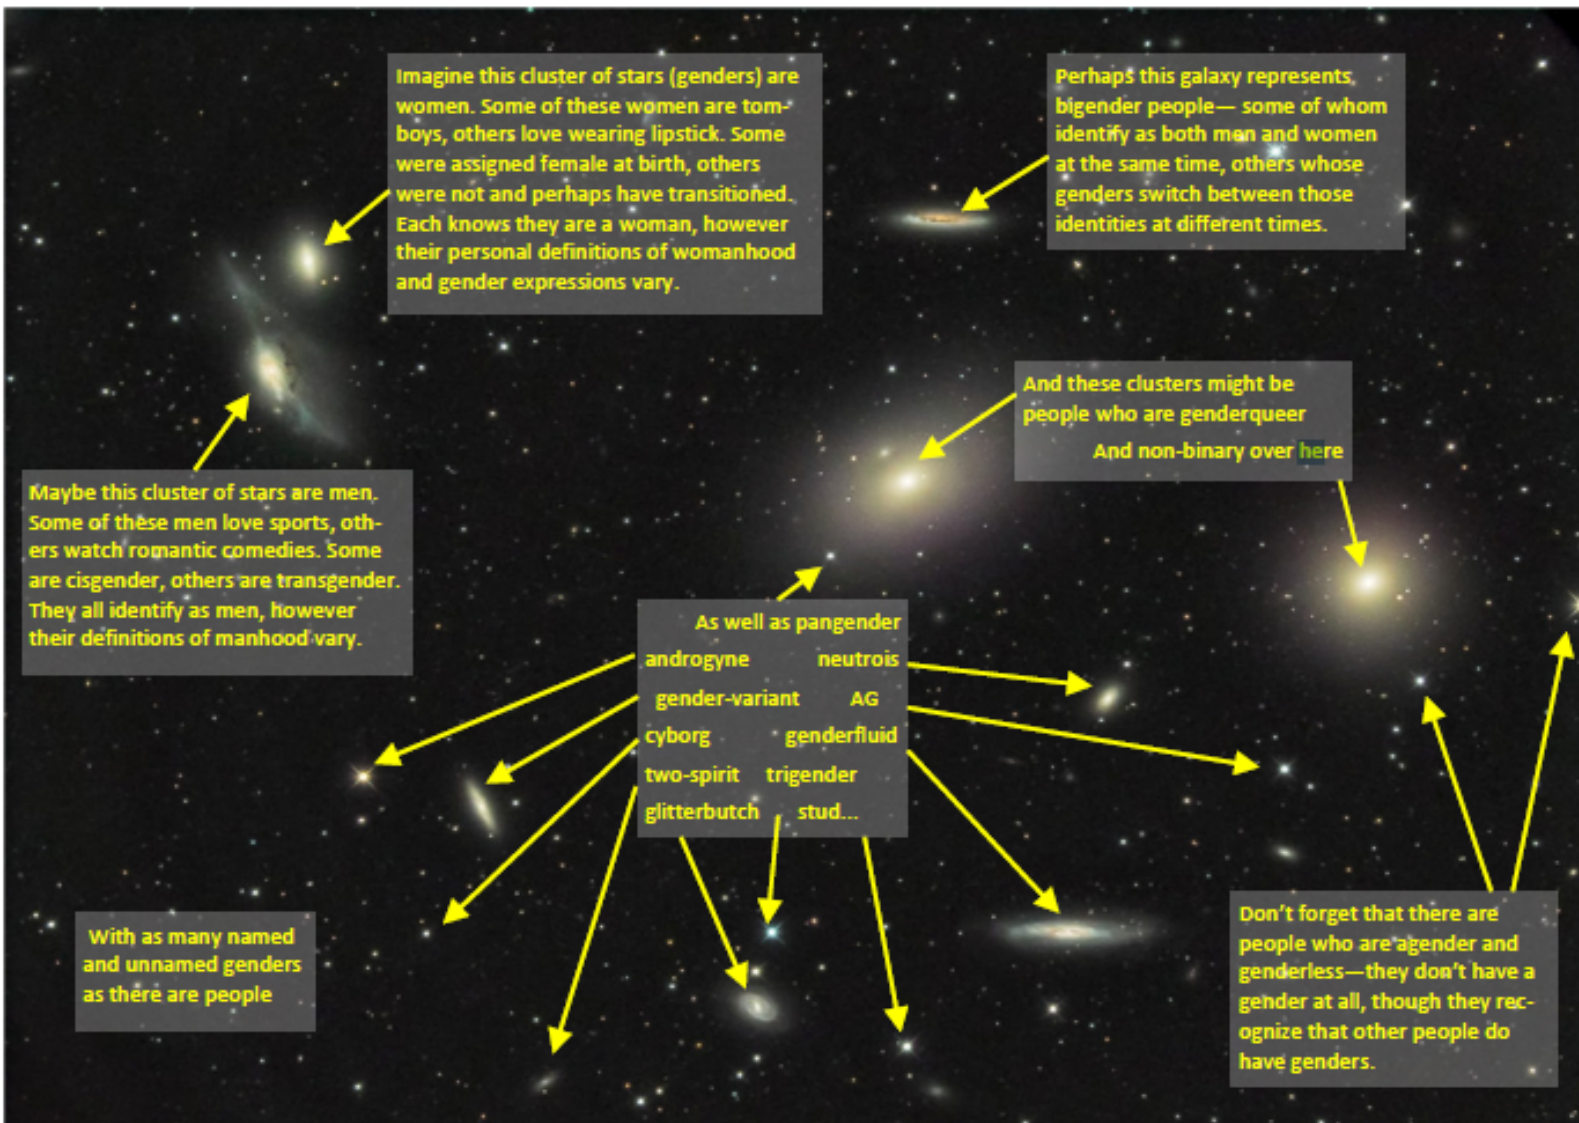 Imagine this cluster of stars (genders) are
women. Some of these women are tom-
boys, others love wearing lipstick. Some
were assigned female at birth, others
were not and perhaps have transitioned.
Each knows they are a woman, however
their personal definitions of womanhood
and gender expressions vary.
Perhaps this galaxy represents
bigender people— some of whom
identify as both men and women
at the same time, others whose
genders switch between those
identities at different times.
And these clusters might be
people who are genderqueer
And non-binary over here
Maybe this cluster of stars are men.
Some of these men love sports, oth-
ers watch romantic comedies. Some
are cisgender, others are transgender.
They all identify as men, however
their definitions of manhood vary.
As well as pangender
androgyne neutrois
gender-variant AG
cyborg genderfluid
two-spirit trigender
glitterbutch stud...
With as many named
and unnamed genders
as there are people
Don't forget that there are
people who are agender and
genderless—they don't have a
gender at all, though they rec-
ognize that other people do
have genders.